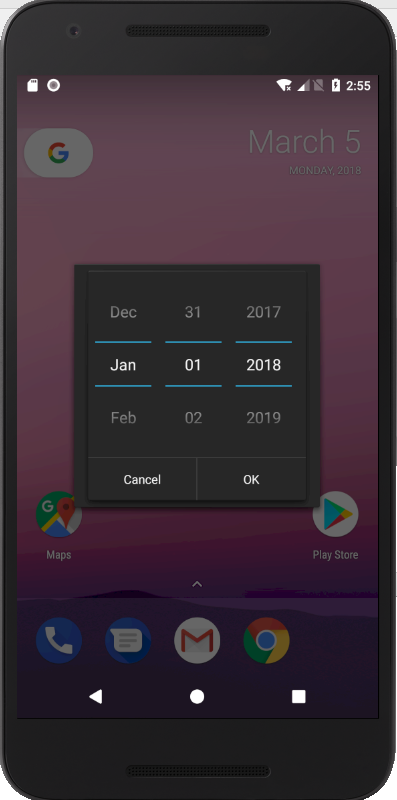 2:55
G
March 5
MONDAY, 2018
Dec 31 2017
Jan 01 2018
Feb 02 2019
Cancel OK
Maps Play Store